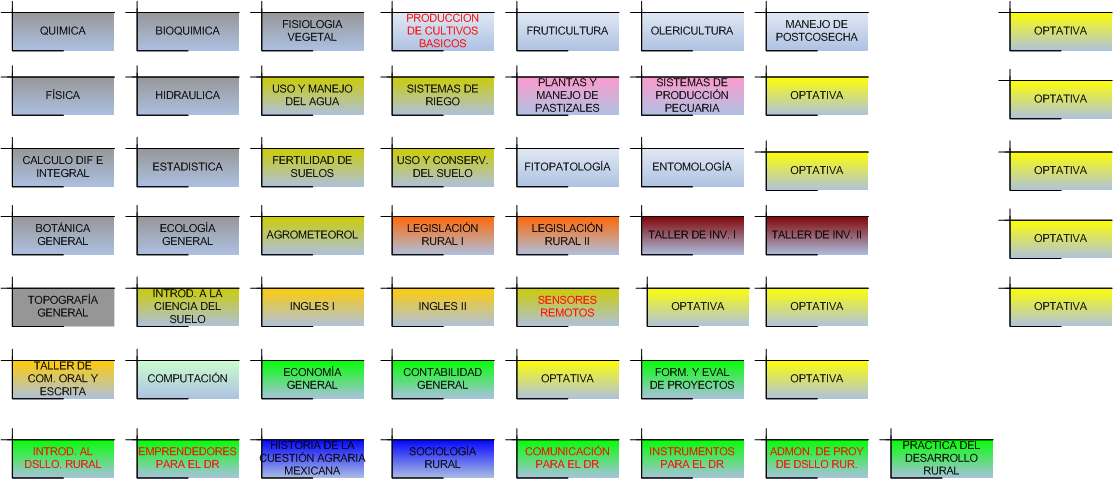 QUIMICA
BIOQUIMICA
FISIOLOGIA
VEGETAL
PRODUCCION
DE CULTIVOS
BASICOS
FRUTICULTURA
OLERICULTURA
MANEJO DE
POSTCOSECHA
OPTATIVA
FÍSICA
HIDRAULICA
USO Y MANEJO
DEL AGUA
SISTEMAS DE
RIEGO
PLANTAS Y
MANEJO DE
PASTIZALES
SISTEMAS DE
PRODUCCIÓN
PECUARIA
OPTATIVA
OPTATIVA
CALCULO DIF E
INTEGRAL
ESTADISTICA
FERTILIDAD DE
SUELOS
USO Y CONSERV.
DEL SUELO
FITOPATOLOGÍA
ENTOMOLOGÍA
OPTATIVA
OPTATIVA
BOTÁNICA
GENERAL
ECOLOGÍA
GENERAL
AGROMETEOROL
LEGISLACIÓN
RURAL I
LEGISLACIÓN
RURAL II
TALLER DE INV. I
TALLER DE INV. II
OPTATIVA
TOPOGRAFÍA
GENERAL
INTROD. A LA
CIENCIA DEL
SUELO
INGLES I
INGLES II
SENSORES
REMOTOS
OPTATIVA
OPTATIVA
OPTATIVA
TALLER DE
COM. ORAL Y
ESCRITA
COMPUTACIÓN
ECONOMÍA
GENERAL
CONTABILIDAD
GENERAL
OPTATIVA
FORM. Y EVAL
DE PROYECTOS
OPTATIVA
INTROD. AL
DSLLO. RURAL
EMPRENDEDORES
PARA EL DR
HISTORIA DE LA
CUESTIÓN AGRARIA
MEXICANA
SOCIOLOGÍA
RURAL
COMUNICACIÓN
PARA EL DR
INSTRUMENTOS
PARA EL DR
ADMON. DE PROY
DE DSLLO RUR.
PRACTICA DEL
DESARROLLO
RURAL